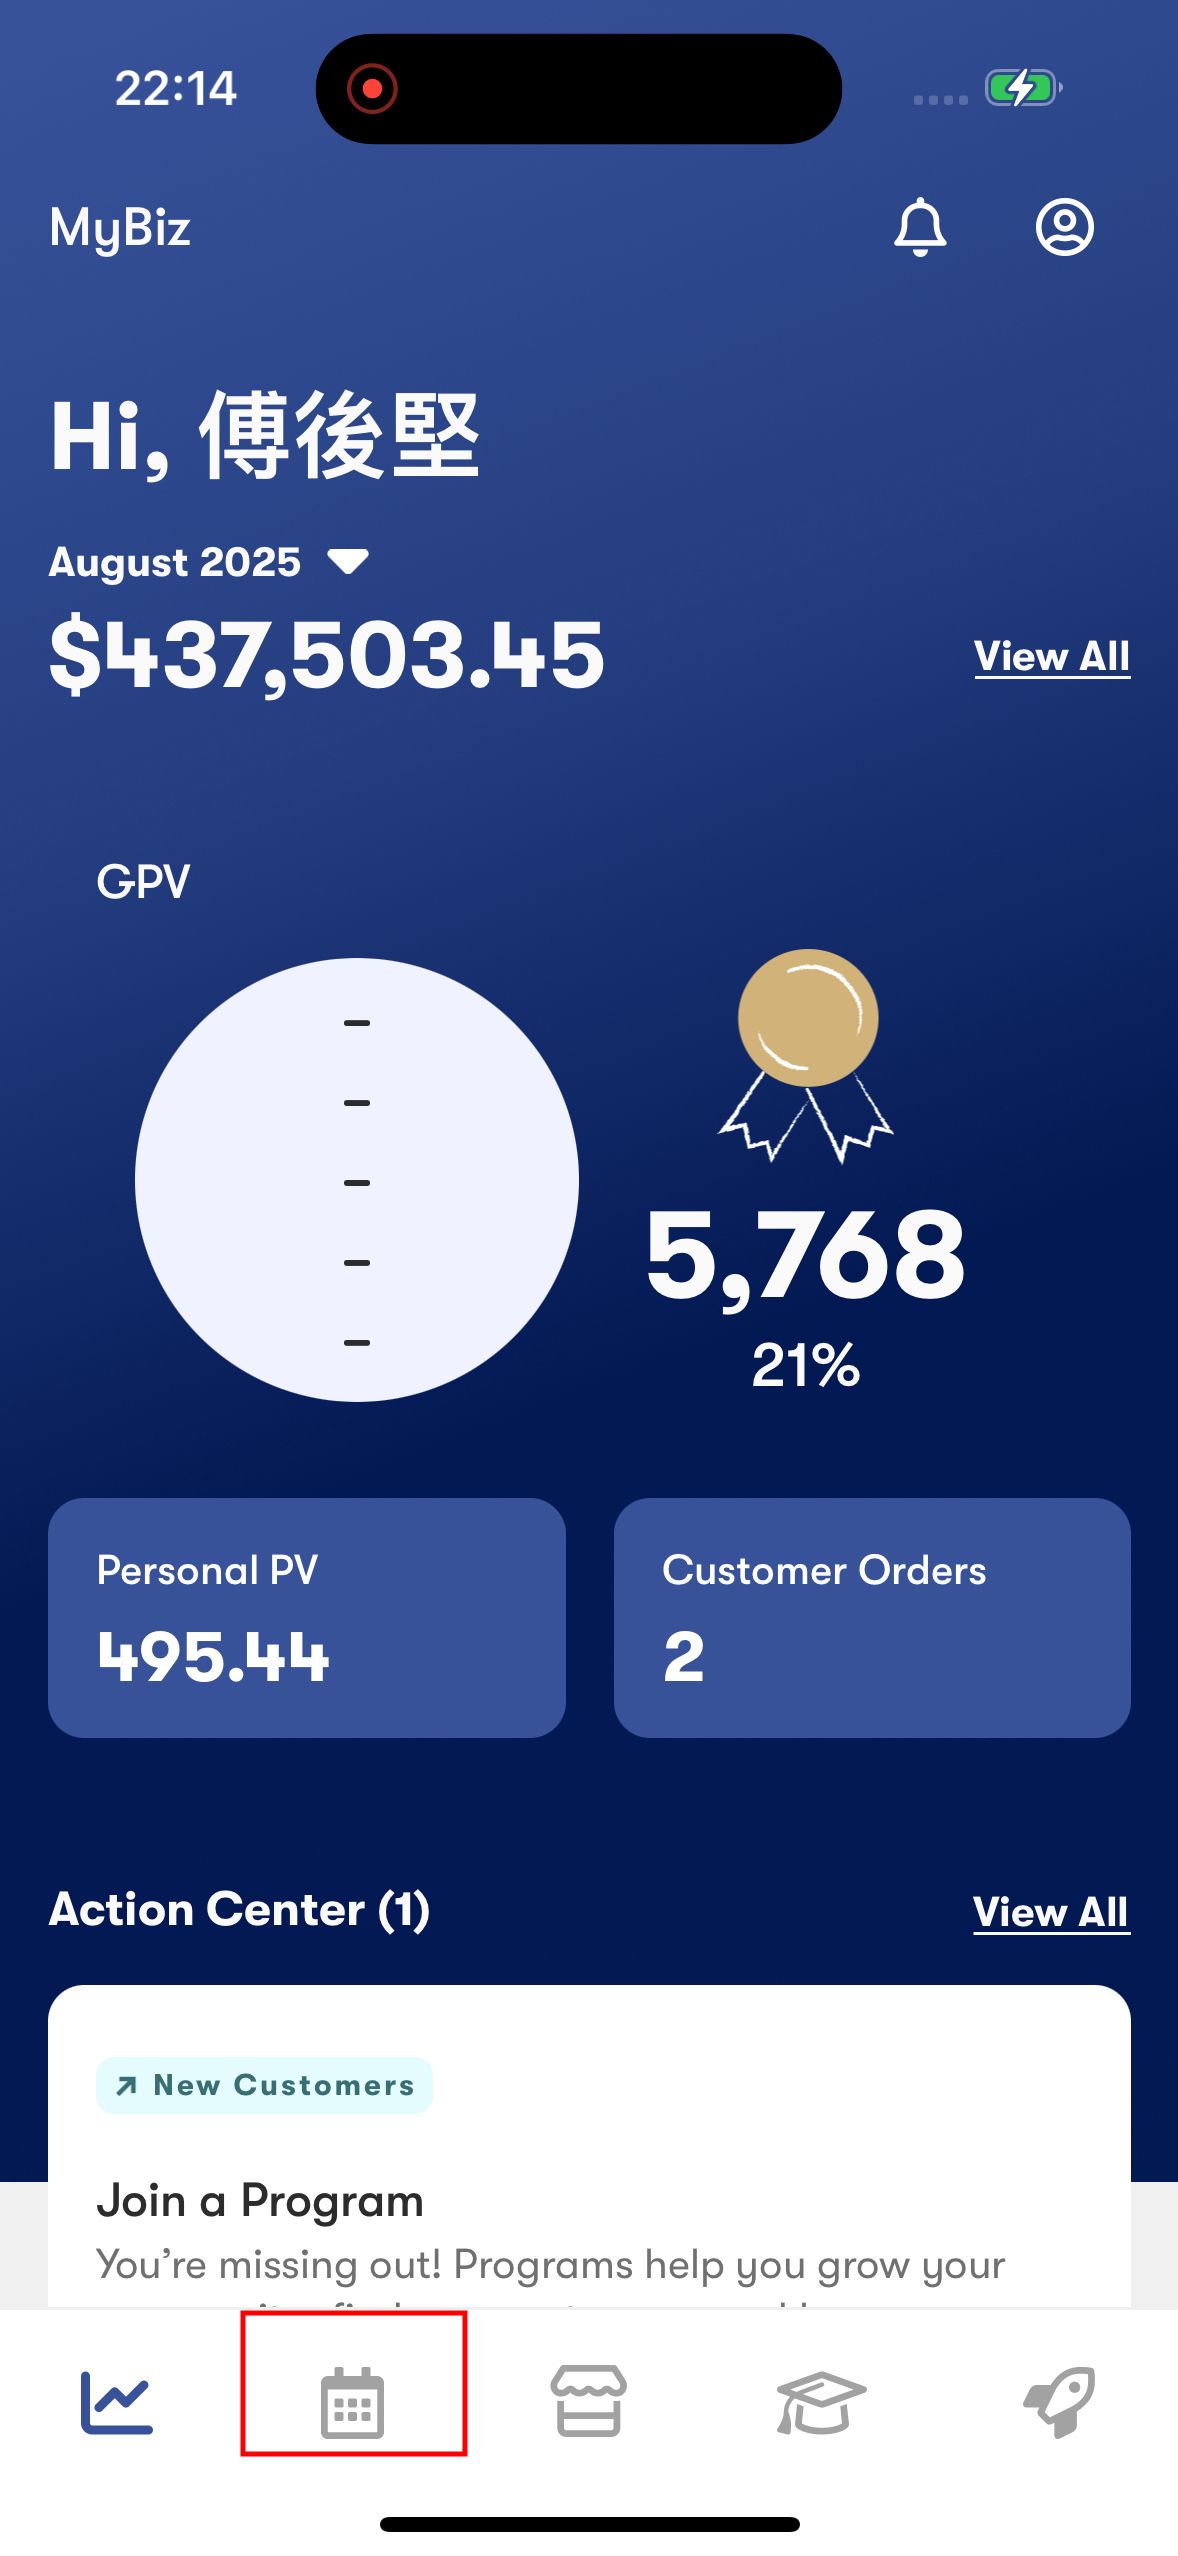 22:14
MyBiz
Hi, 傅後堅
August 2025
$437,503.45
View All
GPV
5,768
21%
Personal PV
495.44
Customer Orders
2
Action Center (1)
View All
New Customers
Join a Program
You’re missing out! Programs help you grow your